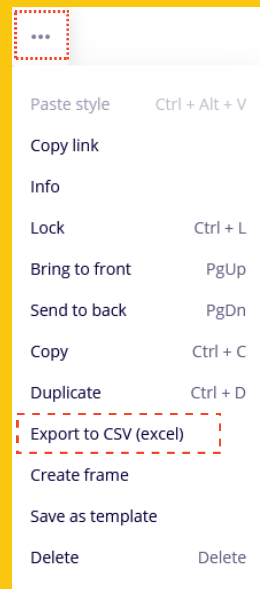 •••
Paste style Ctrl + Alt + V
Copy link
Info
Lock Ctrl + L
Bring to front PgUp
Send to back PgDn
Copy Ctrl + C
Duplicate Ctrl + D
Export to CSV (excel)
Create frame
Save as template
Delete Delete